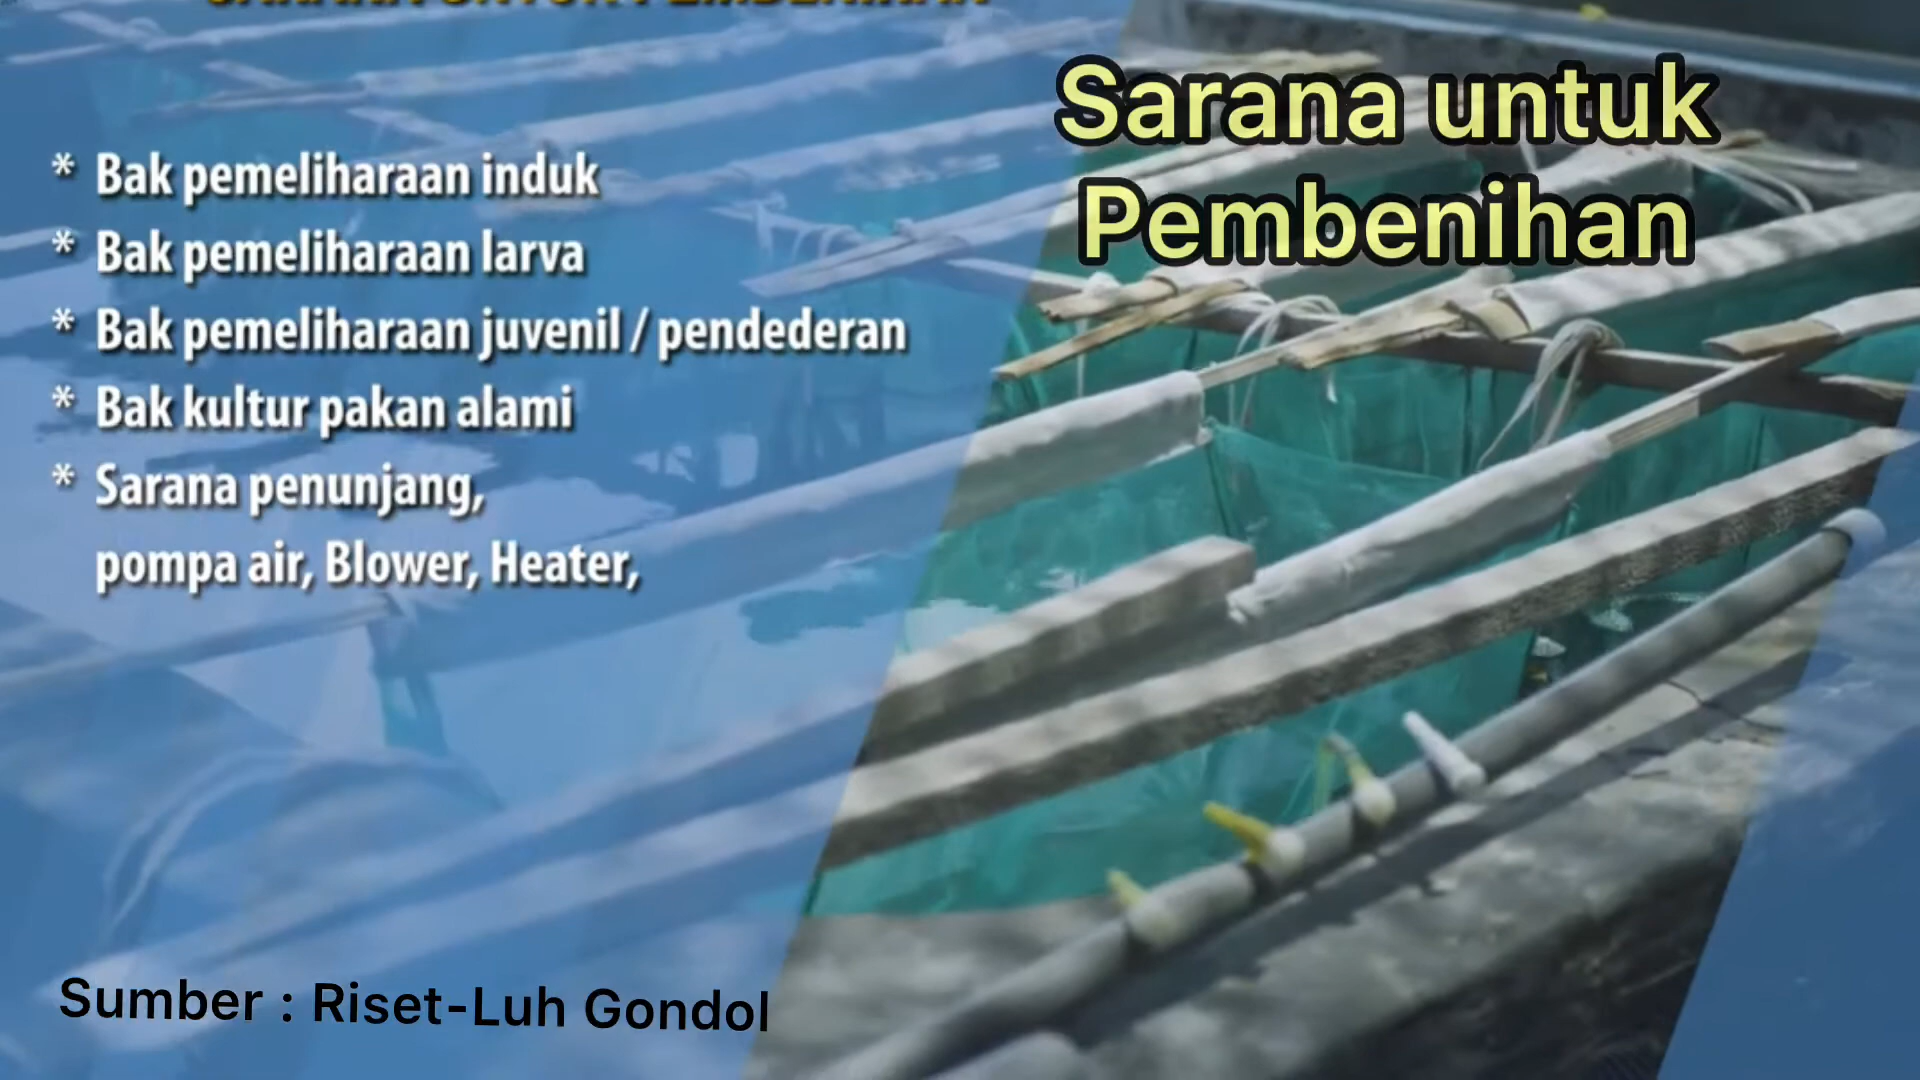 Sarana untuk
Pembenihan
* Bak pemeliharaan induk
* Bak pemeliharaan larva
* Bak pemeliharaan juvenil / pendederan
* Bak kultur pakan alami
* Sarana penunjang,
pompa air, Blower, Heater,
Sumber : Riset-Luh Gondol